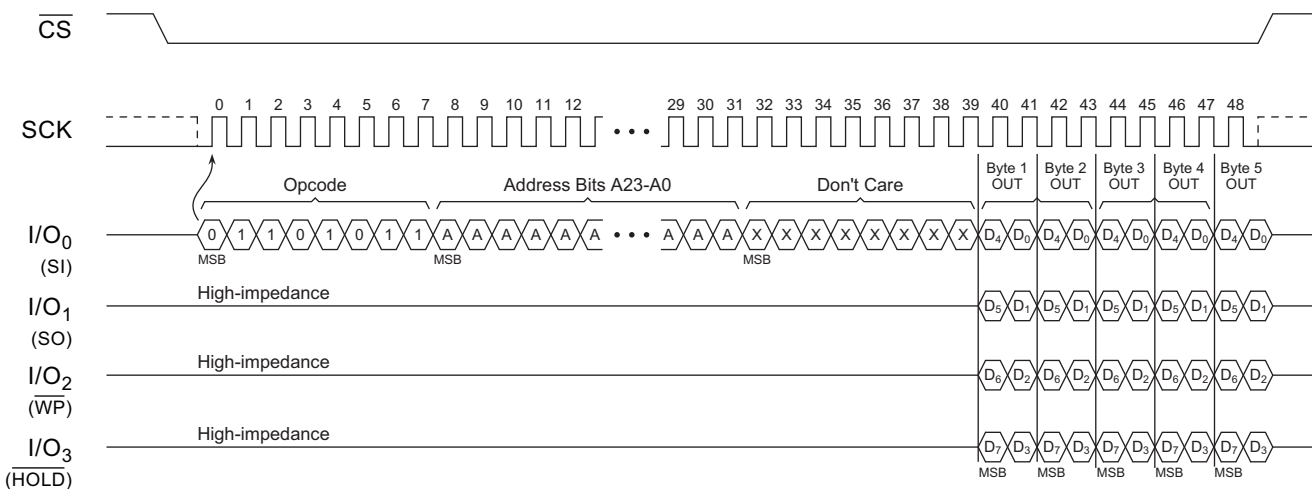 CS
SCK
0 1 2 3 4 5 6 7 8 9 10 11 12 29 30 31 32 33 34 35 36 37 38 39 40 41 42 43 44 45 46 47 48
• • •
Opcode
Address Bits A23-A0
Don't Care
Byte 1 OUT
Byte 2 OUT
Byte 3 OUT
Byte 4 OUT
Byte 5 OUT
I/O0 (SI)
0 1 1 0 1 0 1 1 A A A A A A • • • A A A X X X X X X X X D4 D0 D4 D0 D4 D0 D4 D0 D4 D0
MSB MSB MSB
I/O1 (SO)
High-impedance
D5 D1 D5 D1 D5 D1 D5 D1 D5 D1
I/O2 (WP)
High-impedance
D6 D2 D6 D2 D6 D2 D6 D2 D6 D2
I/O3 (HOLD)
High-impedance
D7 D3 D7 D3 D7 D3 D7 D3 D7 D3
MSB MSB MSB MSB MSB